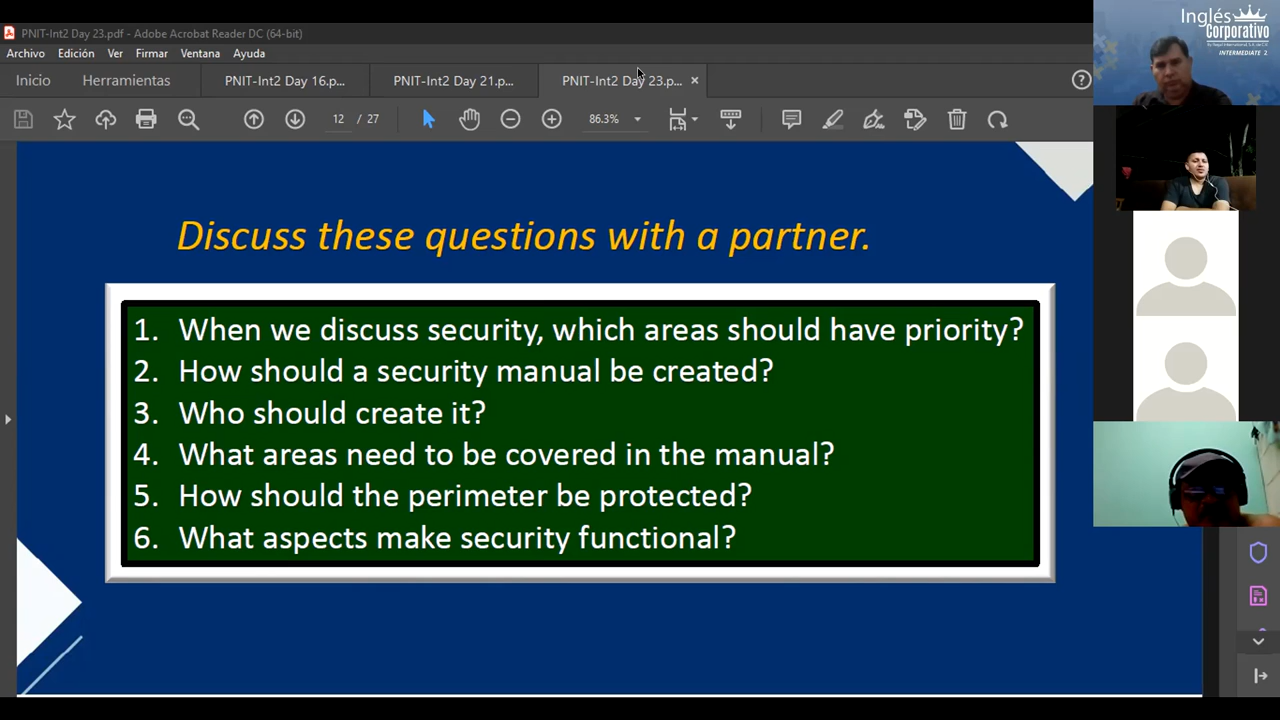 PNIT-Int2 Day 23.pdf - Adobe Acrobat Reader DC (64-bit)
Archivo Edición Ver Firmar Ventana Ayuda
Inicio Herramientas PNIT-Int2 Day 16.p... PNIT-Int2 Day 21.p... PNIT-Int2 Day 23.p... ×
12 / 27 86.3%
Inglés
Corporativo
INTERMEDIATE 2
Discuss these questions with a partner.
1. When we discuss security, which areas should have priority?
2. How should a security manual be created?
3. Who should create it?
4. What areas need to be covered in the manual?
5. How should the perimeter be protected?
6. What aspects make security functional?